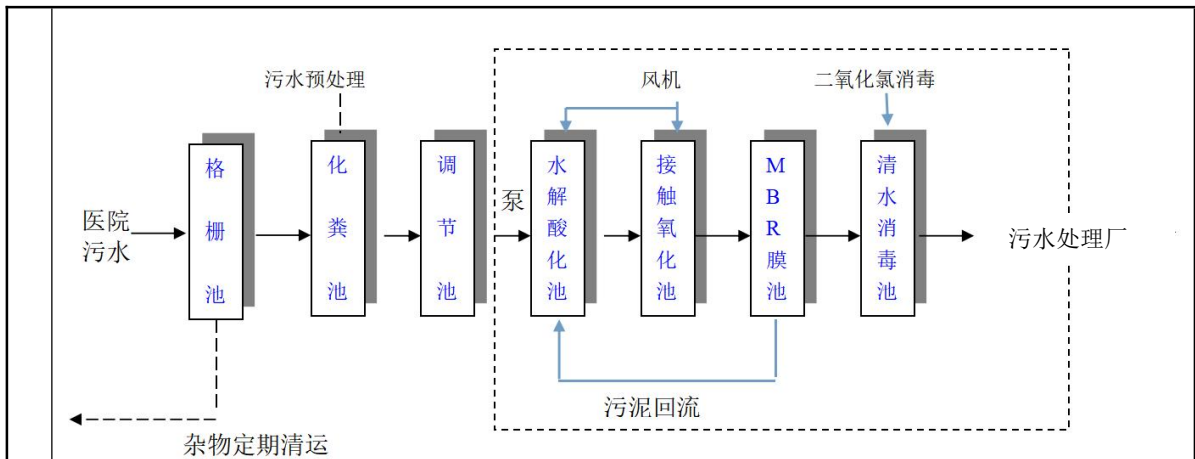 污水预处理
风机
二氧化氯消毒
医院
污水
格栅池
化粪池
调节池
泵
水解酸化池
接触氧化池
MBR膜池
清水消毒池
污水处理厂
污泥回流
杂物定期清运